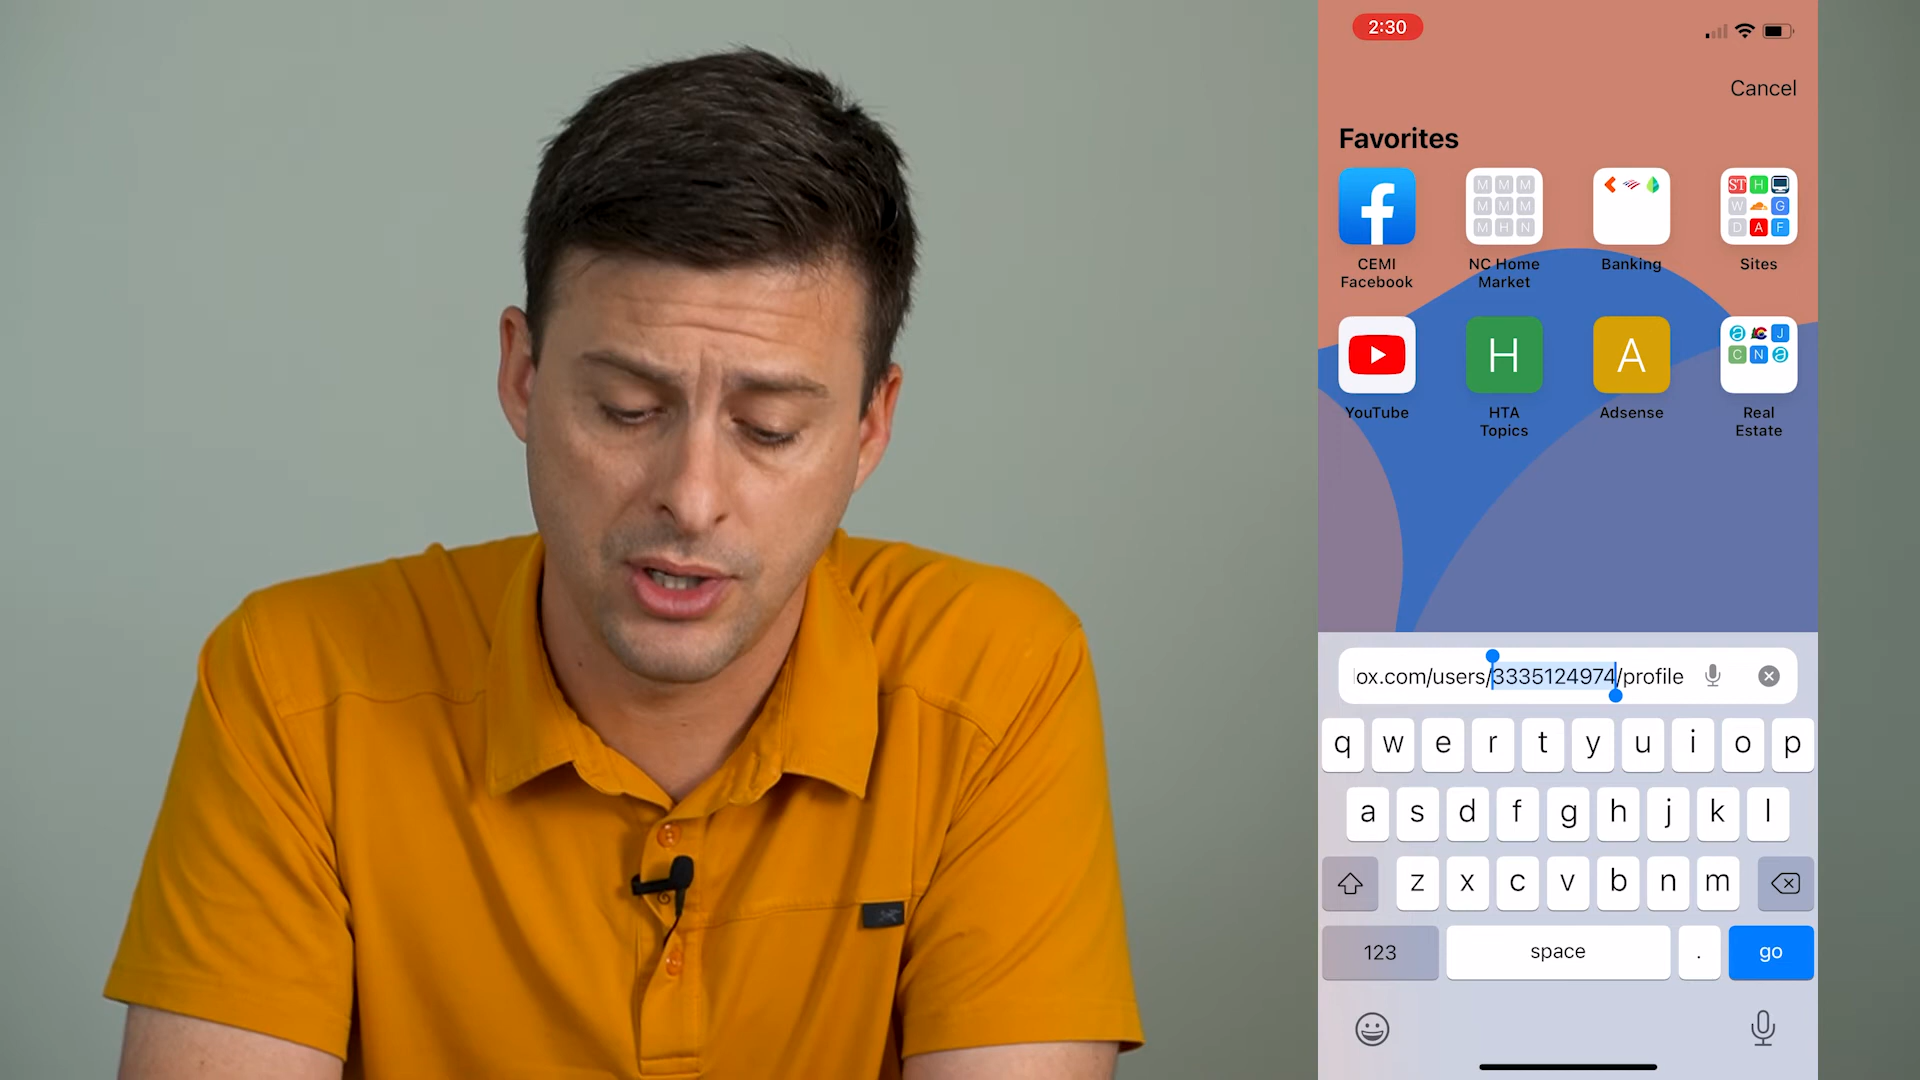 2:30
Cancel
Favorites
M M M
M M M
M H N
ST H
W G
D A F
CEMI
Facebook
NC Home
Market
Banking
Sites
H
A
J
C N
YouTube
HTA
Topics
Adsense
Real
Estate
ox.com/users/3335124974/profile
q w e r t y u i o p
a s d f g h j k l
z x c v b n m
123 space . go